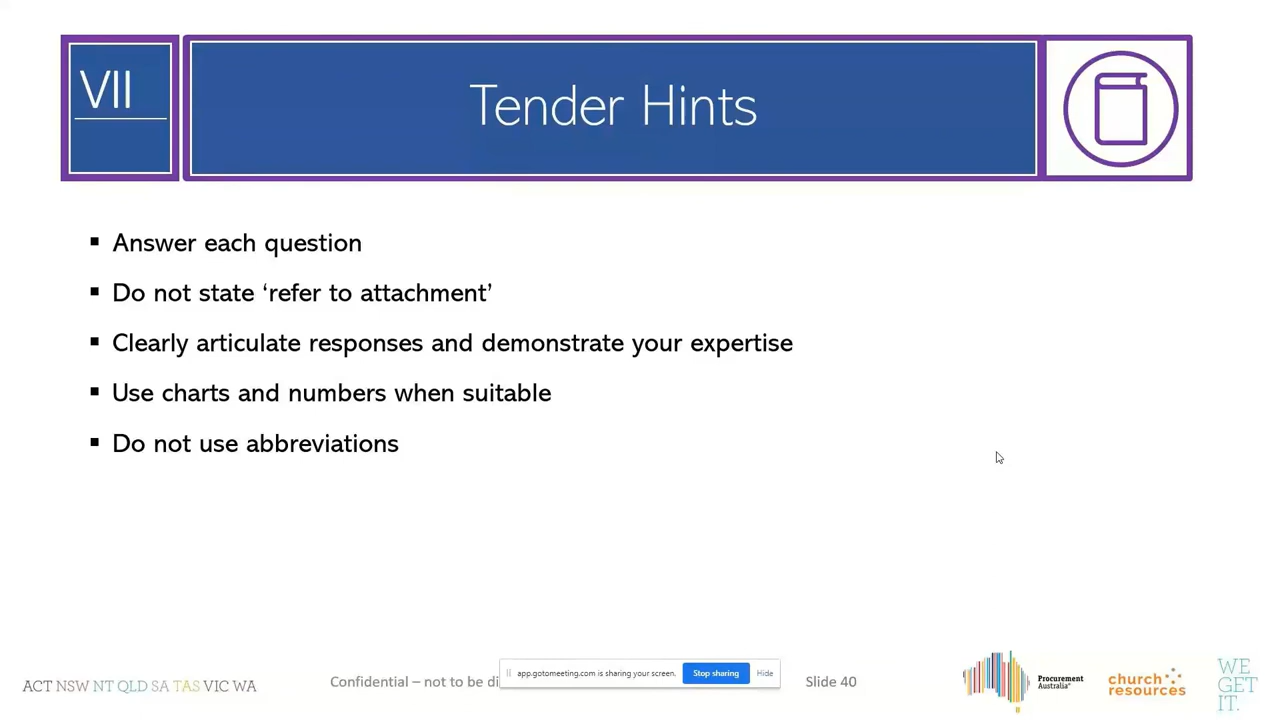 VII
Tender Hints
Answer each question
Do not state ‘refer to attachment’
Clearly articulate responses and demonstrate your expertise
Use charts and numbers when suitable
Do not use abbreviations
ACT NSW NT QLD SA TAS VIC WA
Confidential – not to be di
app.gotomeeting.com is sharing your screen.
Stop sharing
Hide
Slide 40
Procurement
Australia
church
resources
WE
GET
IT.